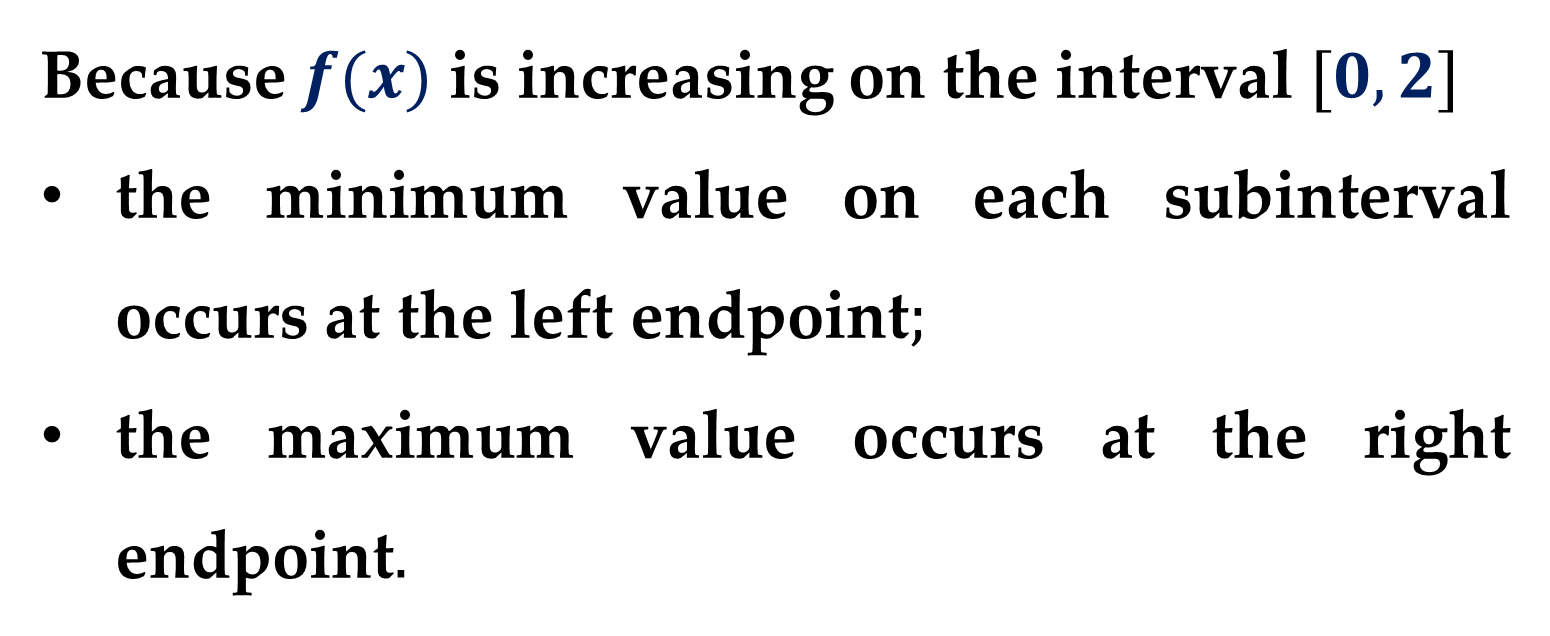 Because f(x) is increasing on the interval [0, 2]
• the minimum value on each subinterval
occurs at the left endpoint;
• the maximum value occurs at the right
endpoint.